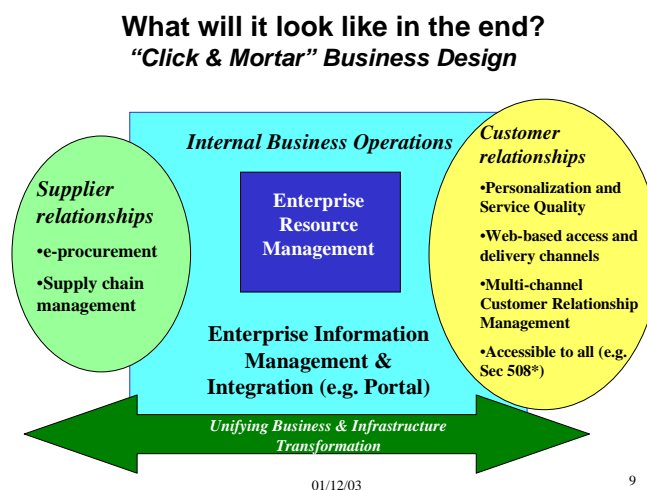 What will it look like in the end?
“Click & Mortar” Business Design
Supplier
relationships
•e-procurement
•Supply chain
management
Internal Business Operations
Enterprise
Resource
Management
Enterprise Information
Management &
Integration (e.g. Portal)
Customer
relationships
•Personalization and
Service Quality
•Web-based access and
delivery channels
•Multi-channel
Customer Relationship
Management
•Accessible to all (e.g.
Sec 508*)
Unifying Business & Infrastructure
Transformation
01/12/03
9